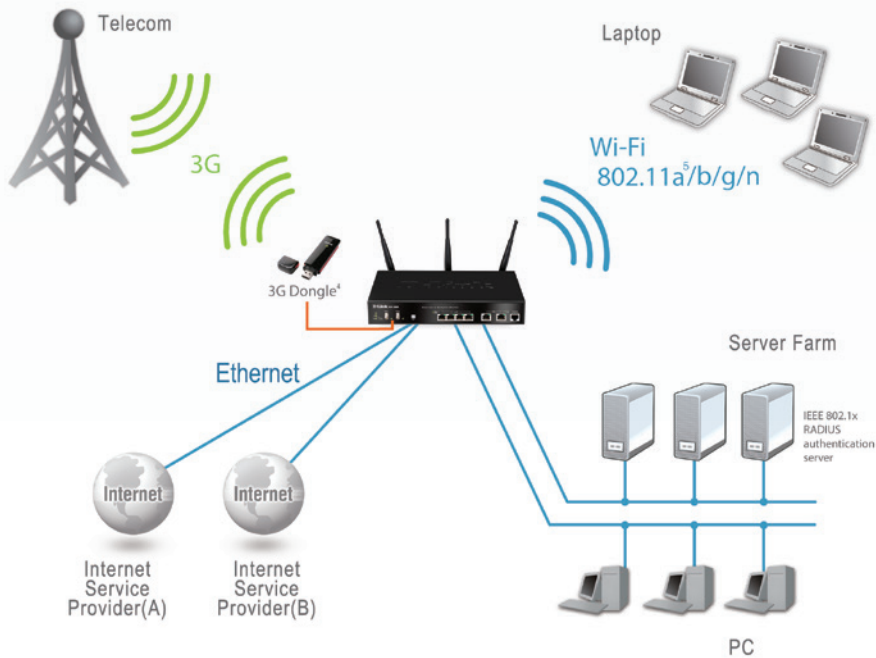 Telecom
Laptop
3G
Wi-Fi
802.11a⁵/b/g/n
3G Dongle⁴
D-Link
Ethernet
Server Farm
IEEE 802.1x
RADIUS
authentication
server
Internet
Internet
Internet
Service
Provider(A)
Internet
Service
Provider(B)
PC